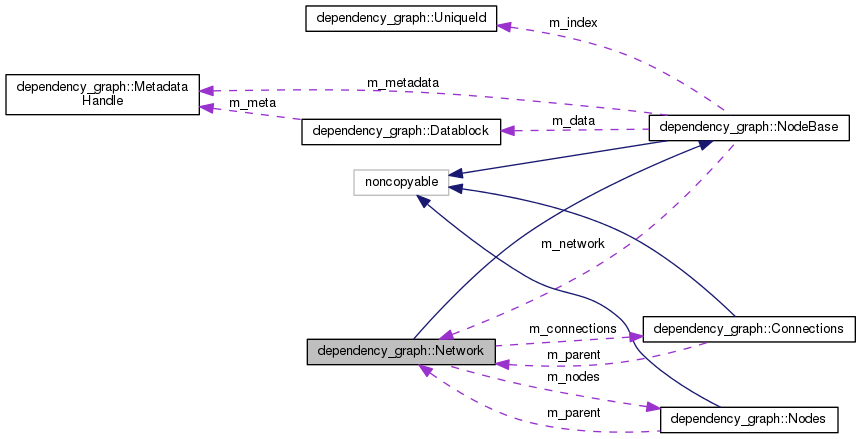 dependency_graph::UniqueId
m_index
dependency_graph::Metadata
Handle
m_metadata
m_meta
dependency_graph::Datablock
m_data
dependency_graph::NodeBase
noncopyable
m_network
dependency_graph::Network
m_connections
dependency_graph::Connections
m_parent
m_nodes
m_parent
dependency_graph::Nodes